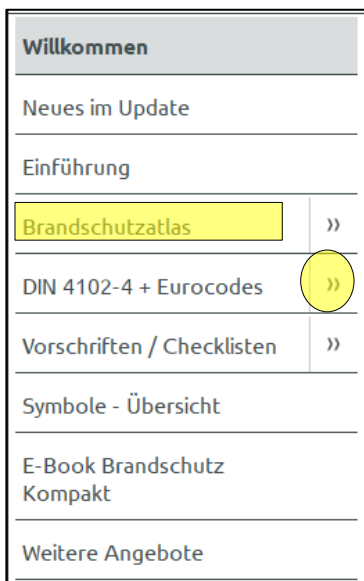 Willkommen
Neues im Update
Einführung
Brandschutzatlas »
DIN 4102-4 + Eurocodes »
Vorschriften / Checklisten »
Symbole - Übersicht
E-Book Brandschutz
Kompakt
Weitere Angebote